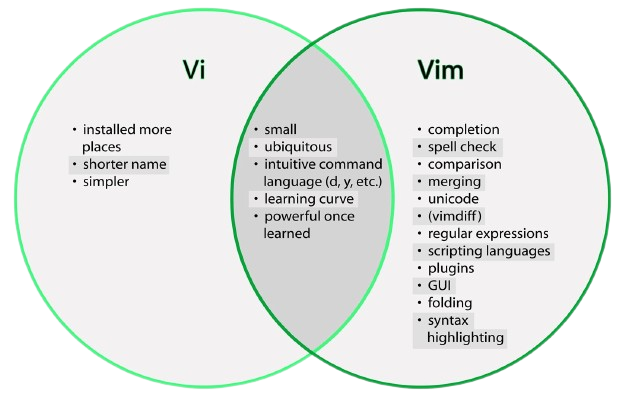 Vi
• installed more
places
• shorter name
• simpler
• small
• ubiquitous
• intuitive command
language (d, y, etc.)
• learning curve
• powerful once
learned
Vim
• completion
• spell check
• comparison
• merging
• unicode
• (vimdiff)
• regular expressions
• scripting languages
• plugins
• GUI
• folding
• syntax
highlighting